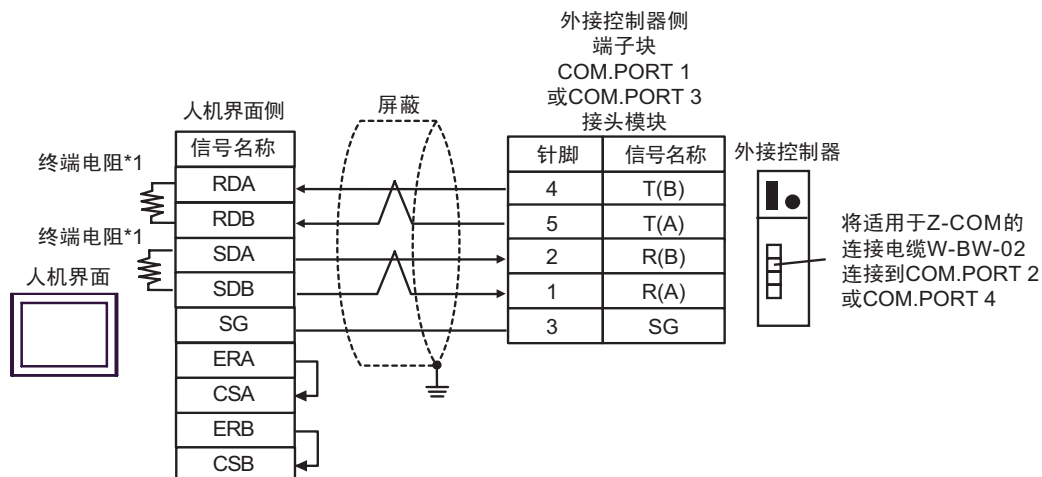 外接控制器侧
端子块
COM.PORT 1
或COM.PORT 3
接头模块
人机界面侧
屏蔽
信号名称
针脚 信号名称
外接控制器
终端电阻*1
RDA
4 T(B)
RDB
5 T(A)
终端电阻*1
SDA
2 R(B)
人机界面
SDB
1 R(A)
SG
3 SG
ERA
CSA
ERB
CSB
将适用于Z-COM的
连接电缆W-BW-02
连接到COM.PORT 2
或COM.PORT 4